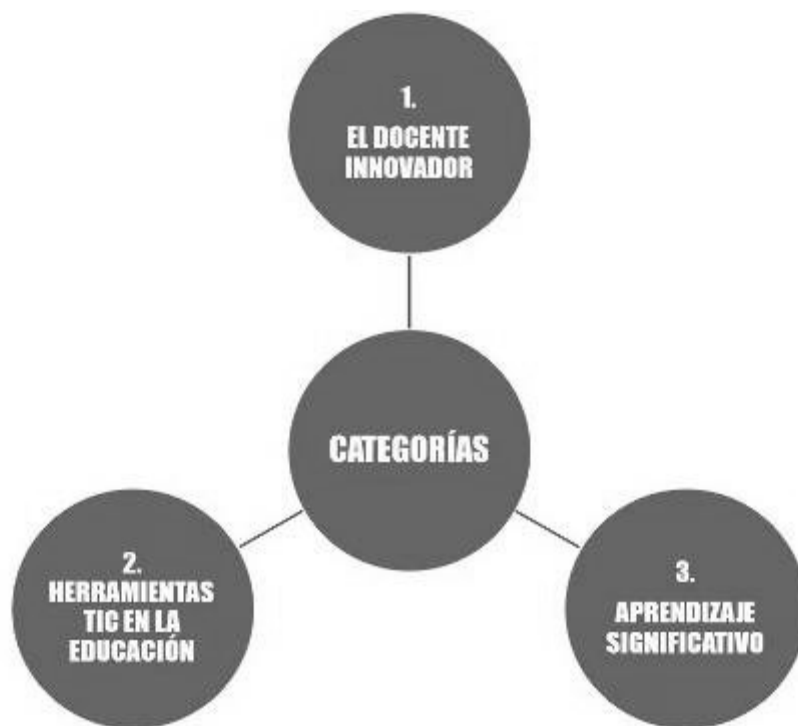 1.
EL DOCENTE
INNOVADOR
CATEGORÍAS
2.
HERRAMIENTAS
TIC EN LA
EDUCACIÓN
3.
APRENDIZAJE
SIGNIFICATIVO